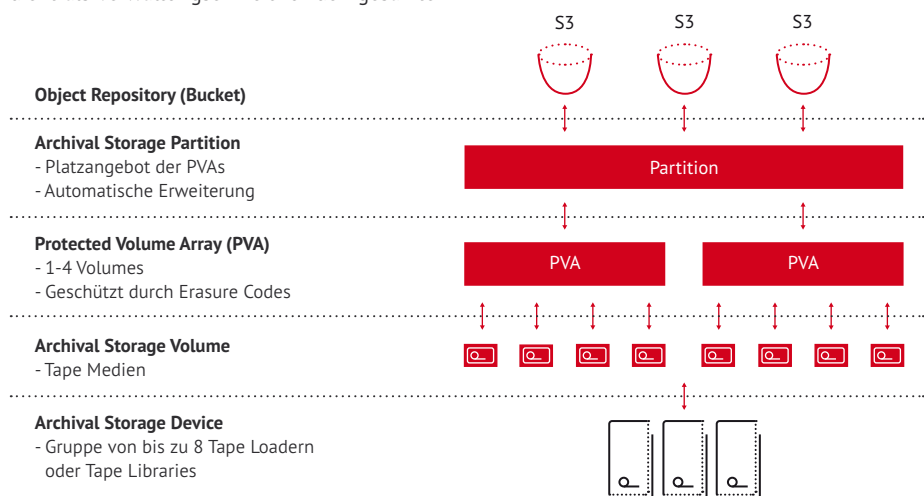 S3 S3 S3
Object Repository (Bucket)
Archival Storage Partition
- Platzangebot der PVAs
- Automatische Erweiterung
Partition
Protected Volume Array (PVA)
- 1-4 Volumes
- Geschützt durch Erasure Codes
PVA PVA
Archival Storage Volume
- Tape Medien
Archival Storage Device
- Gruppe von bis zu 8 Tape Loadern
oder Tape Libraries